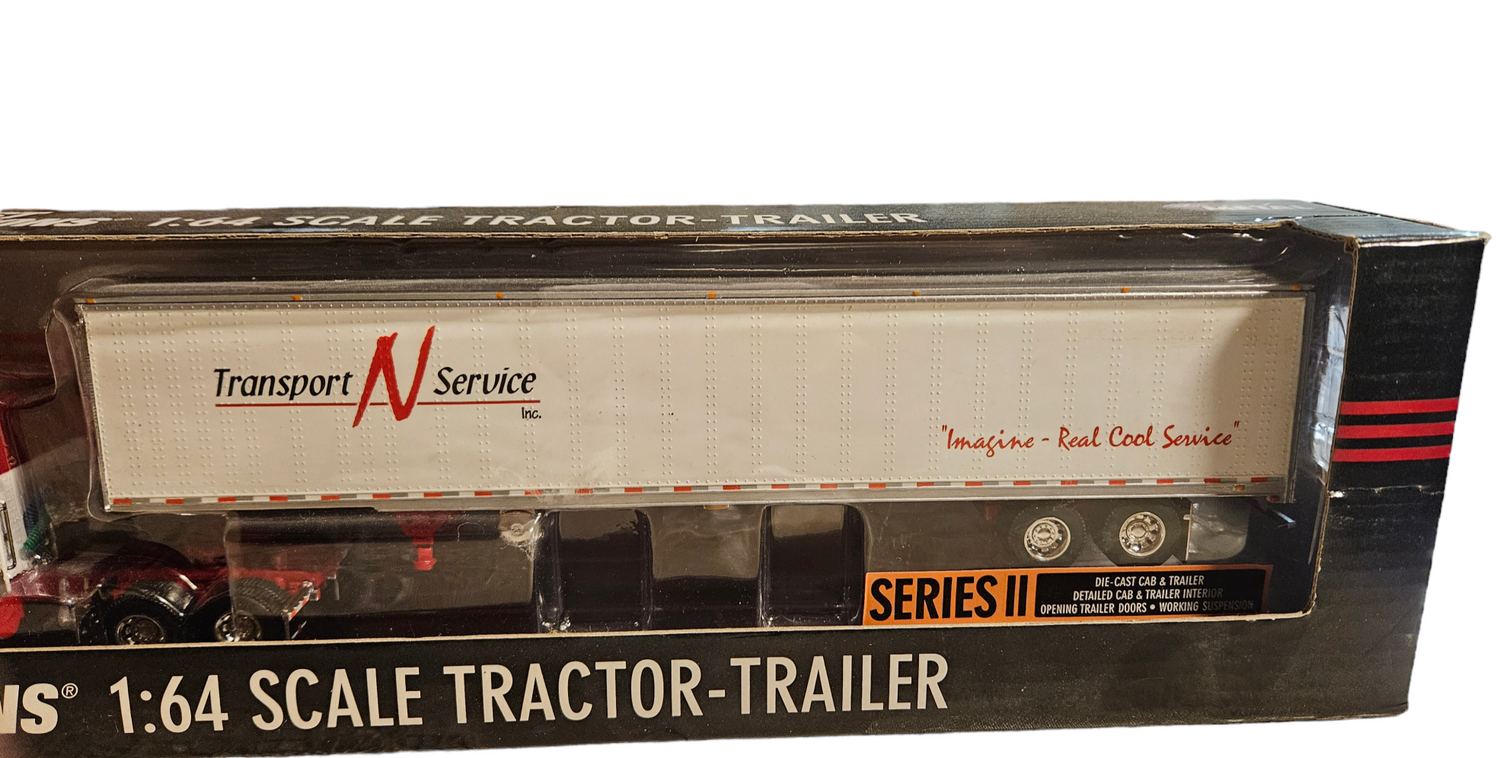 1:64 SCALE TRACTOR-TRAILER
Transport N Service
Inc.
"Imagine - Real Cool Service"
SERIES II
DIE-CAST CAB & TRAILER
DETAILED CAB & TRAILER INTERIOR
OPENING TRAILER DOORS • WORKING SUSPENSION
NS® 1:64 SCALE TRACTOR-TRAILER